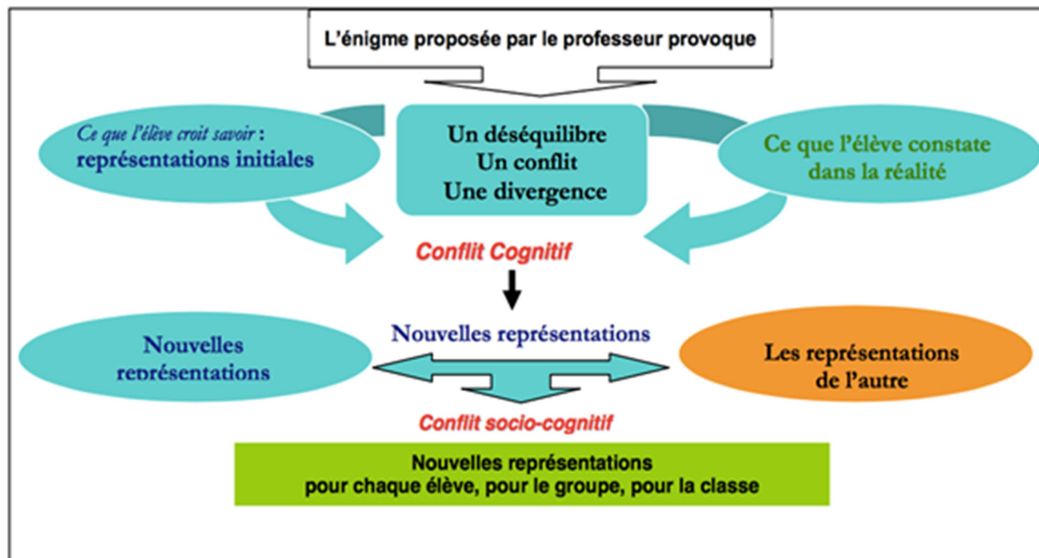 L'énigme proposée par le professeur provoque
Ce que l'élève croit savoir :
représentations initiales
Un déséquilibre
Un conflit
Une divergence
Ce que l'élève constate
dans la réalité
Conflit Cognitif
Nouvelles représentations
Nouvelles
représentations
Les représentations
de l'autre
Conflit socio-cognitif
Nouvelles représentations
pour chaque élève, pour le groupe, pour la classe